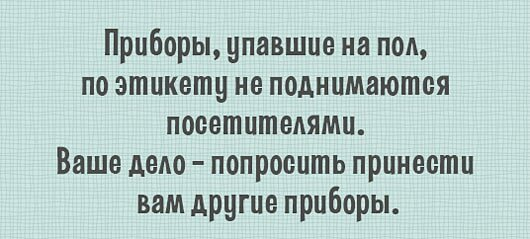 Приборы, упавшие на пол,
по этикету не поднимаются
посетителями.
Ваше дело – попросить принести
вам другие приборы.